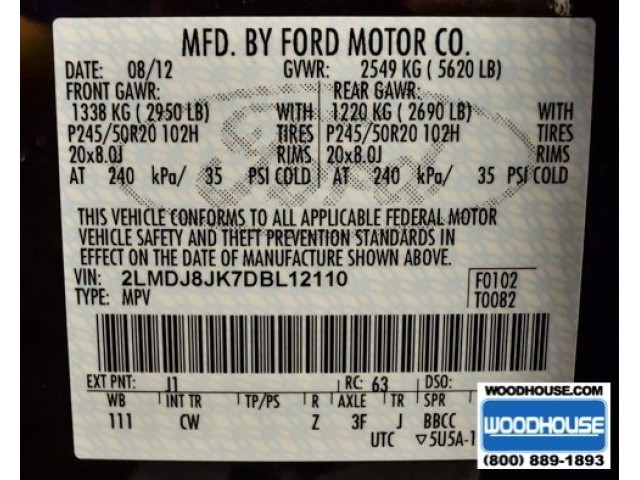 MFD. BY FORD MOTOR CO.
DATE: 08/12 GVWR: 2549 KG ( 5620 LB)
FRONT GAWR: REAR GAWR:
1338 KG ( 2950 LB) WITH 1220 KG ( 2690 LB) WITH
P245/50R20 102H TIRES P245/50R20 102H TIRES
20x8.0J RIMS 20x8.0J RIMS
AT 240 kPa/ 35 PSI COLD AT 240 kPa/ 35 PSI COLD
Ford
THIS VEHICLE CONFORMS TO ALL APPLICABLE FEDERAL MOTOR
VEHICLE SAFETY AND THEFT PREVENTION STANDARDS IN
EFFECT ON THE DATE OF MANUFACTURE SHOWN ABOVE.
VIN: 2LMDJ8JK7DBL12110 F0102
TYPE: MPV T0082
EXT PNT: J1 RC: 63 DSO:
WB INT TR TP/PS R AXLE TR SPR
111 CW Z 3F J BBCC
UTC ▽5U5A-1
WOODHOUSE.COM
WOODHOUSE
(800) 889-1893